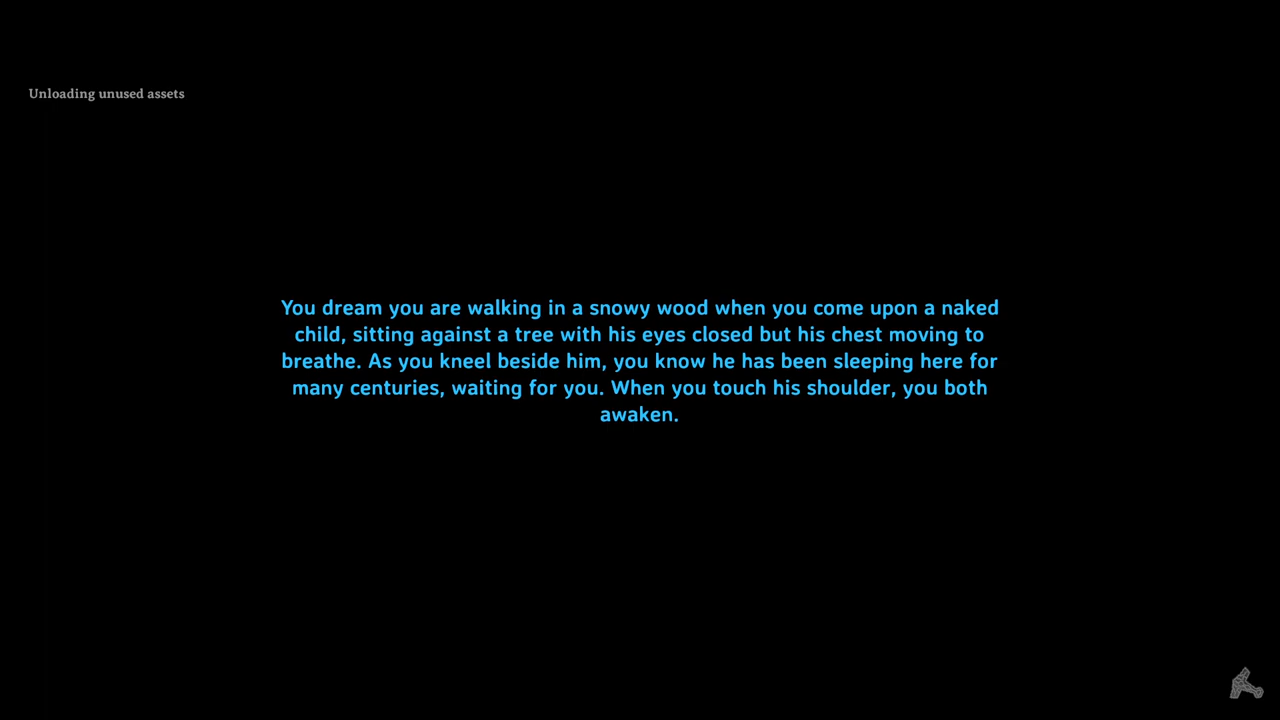 Unloading unused assets
You dream you are walking in a snowy wood when you come upon a naked
child, sitting against a tree with his eyes closed but his chest moving to
breathe. As you kneel beside him, you know he has been sleeping here for
many centuries, waiting for you. When you touch his shoulder, you both
awaken.